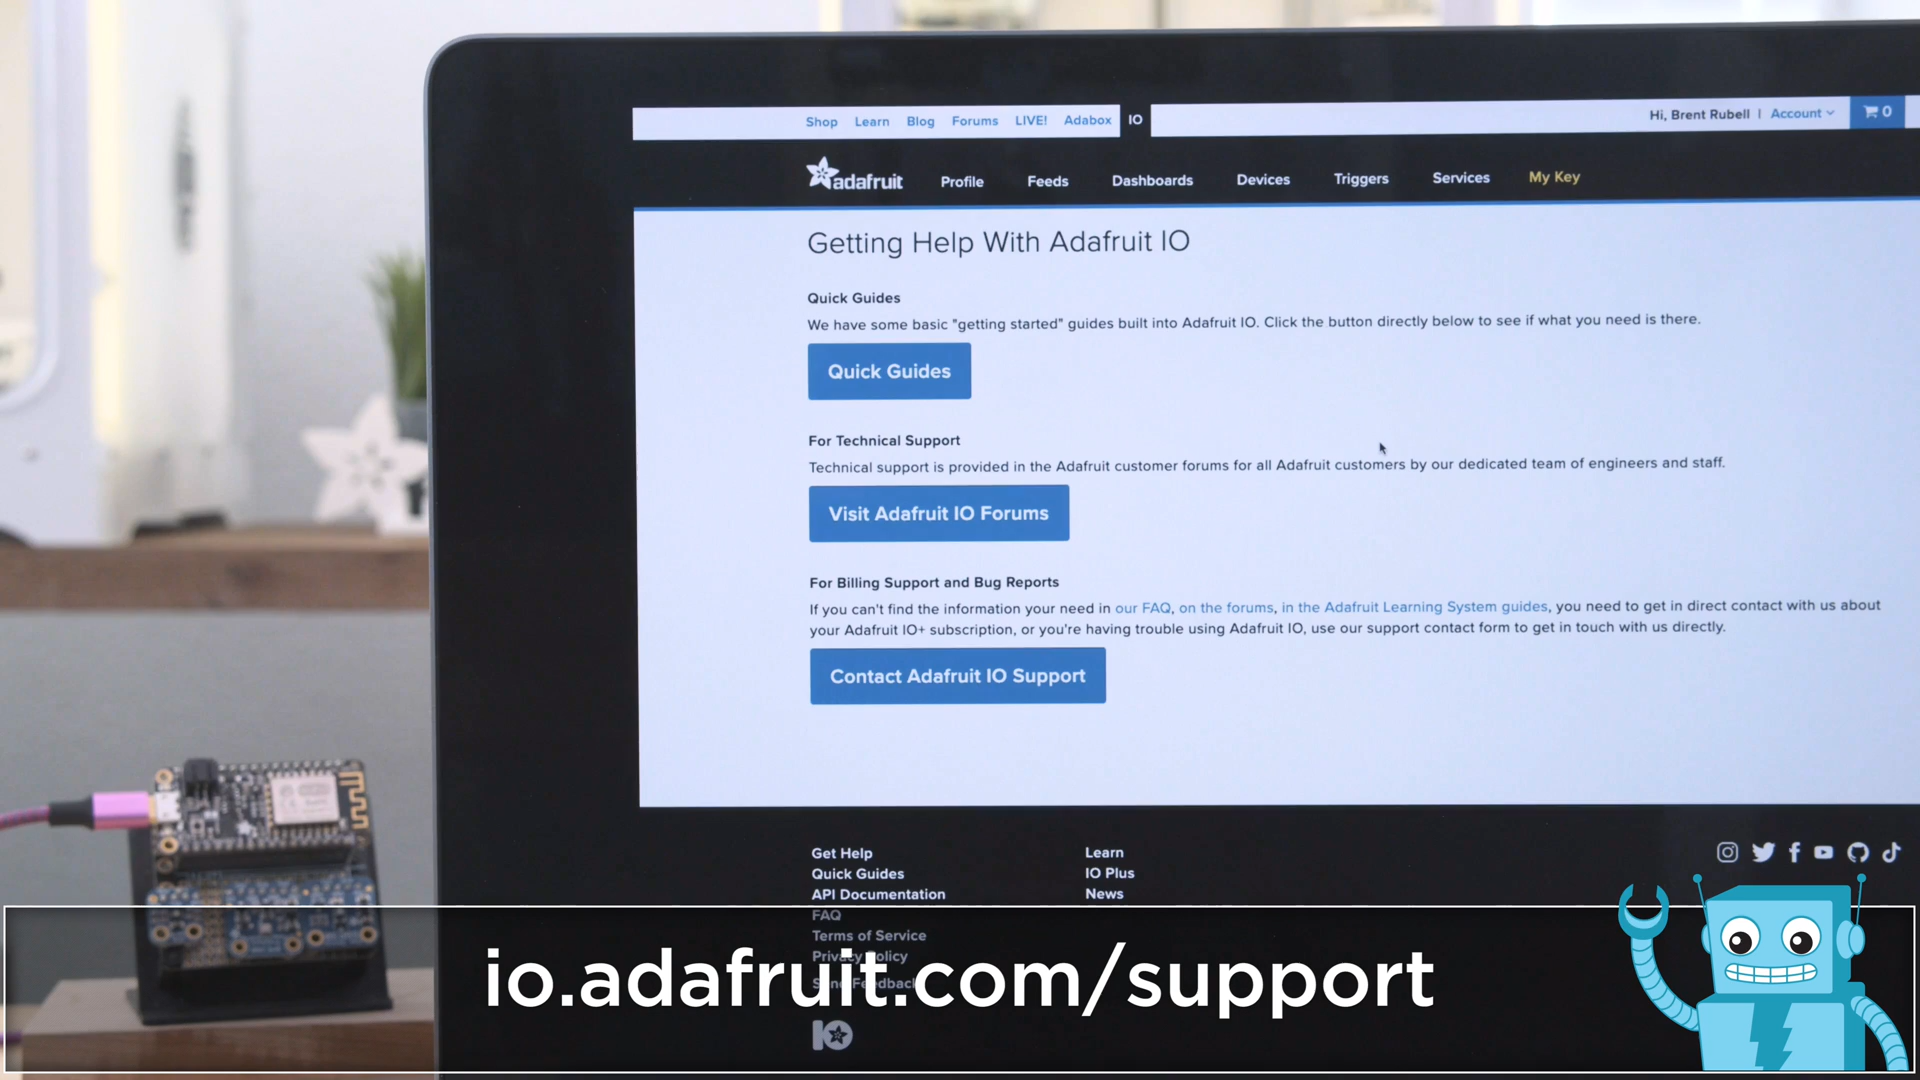 Shop Learn Blog Forums LIVE! Adabox IO Hi, Brent Rubell | Account 0
adafruit Profile Feeds Dashboards Devices Triggers Services My Key
Getting Help With Adafruit IO
Quick Guides
We have some basic "getting started" guides built into Adafruit IO. Click the button directly below to see if what you need is there.
Quick Guides
For Technical Support
Technical support is provided in the Adafruit customer forums for all Adafruit customers by our dedicated team of engineers and staff.
Visit Adafruit IO Forums
For Billing Support and Bug Reports
If you can't find the information your need in our FAQ, on the forums, in the Adafruit Learning System guides, you need to get in direct contact with us about
your Adafruit IO+ subscription, or you're having trouble using Adafruit IO, use our support contact form to get in touch with us directly.
Contact Adafruit IO Support
Get Help
Quick Guides
API Documentation
FAQ
Terms of Service
Privacy Policy
Send Feedback
Learn
IO Plus
News
io.adafruit.com/support
IO